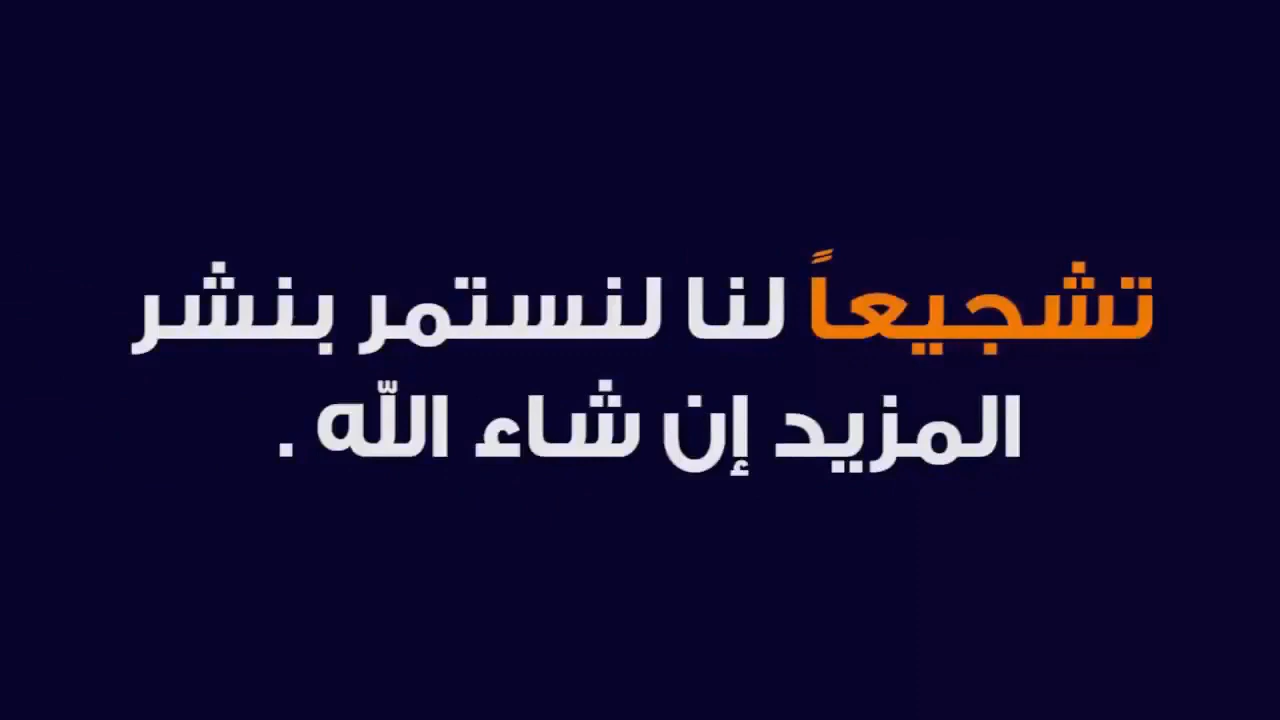 تشجيعاً لنا لنستمر بنشر
المزيد إن شاء اللّه .